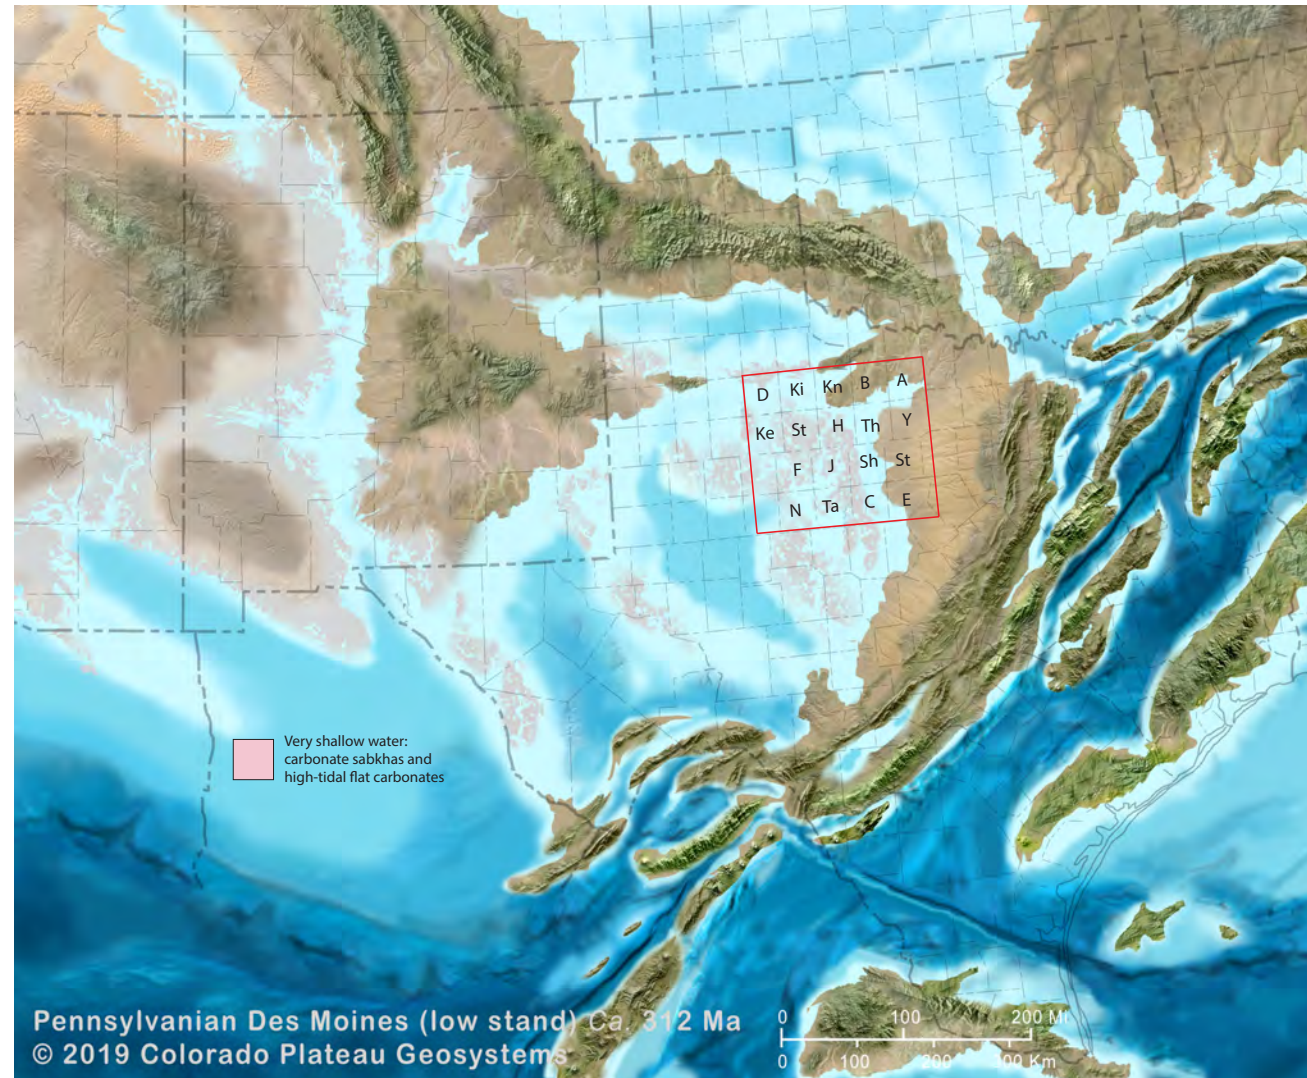 D Ki Kn B A
Ke St H Th Y
F J Sh St
N Ta C E
Very shallow water:
carbonate sabkhas and
high-tidal flat carbonates
Pennsylvanian Des Moines (low stand) Ca. 312 Ma
© 2019 Colorado Plateau Geosystems
0 100 200 Mi
0 100 200 300 Km